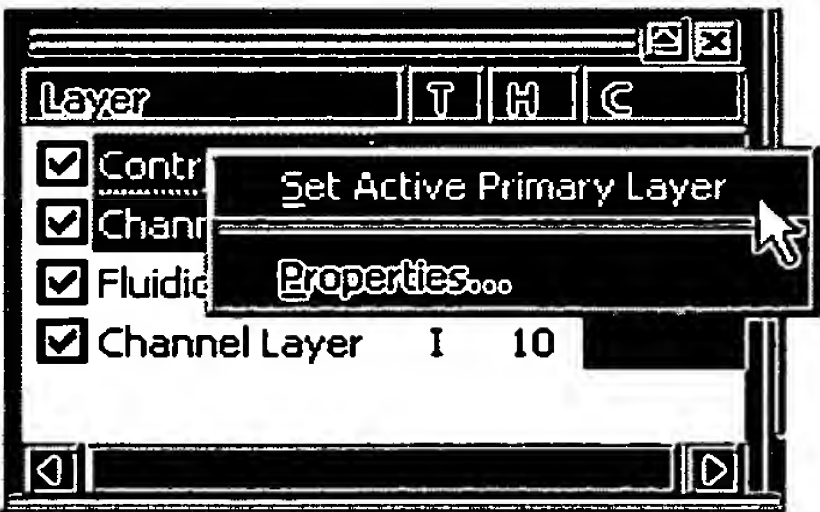 Layer T H C
Contr
Set Active Primary Layer
Chann
Properties...
Fluidic
Channel Layer I 10